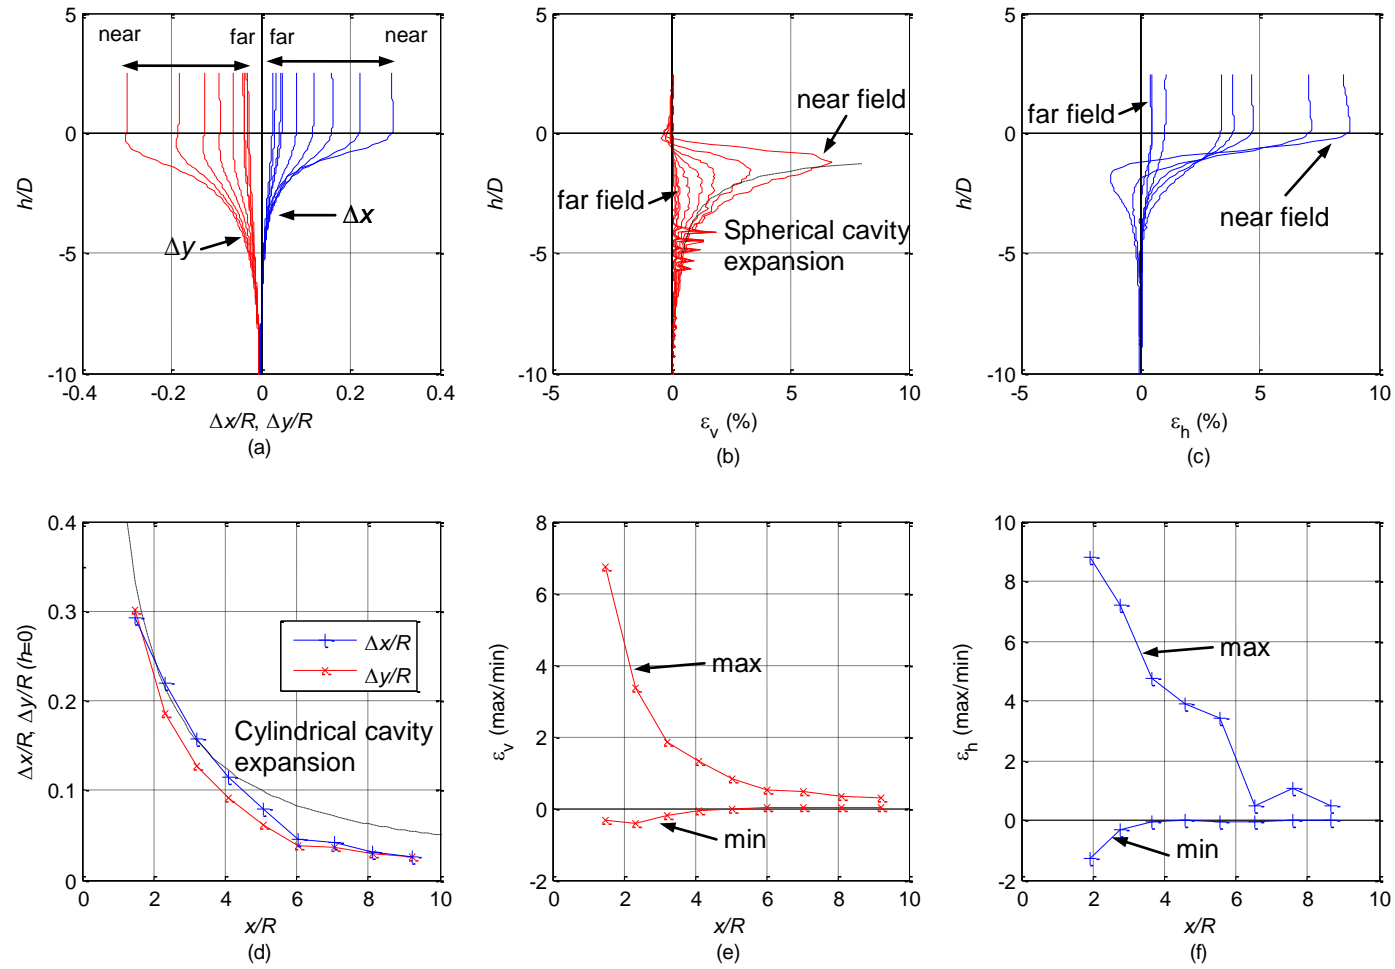 near
far
far
near
Δx
Δy
5
0
-5
-10
h/D
-0.4
-0.2
0
0.2
0.4
Δx/R, Δy/R
(a)
near field
far field
Spherical cavity
expansion
5
0
-5
-10
h/D
-5
0
5
10
εv (%)
(b)
far field
near field
5
0
-5
-10
h/D
-5
0
5
10
εh (%)
(c)
Δx/R
Δy/R
Cylindrical cavity
expansion
0.4
0.3
0.2
0.1
0
Δx/R, Δy/R (h=0)
0
2
4
6
8
10
x/R
(d)
max
min
8
6
4
2
0
-2
εv (max/min)
0
2
4
6
8
10
x/R
(e)
max
min
10
8
6
4
2
0
-2
εh (max/min)
0
2
4
6
8
10
x/R
(f)